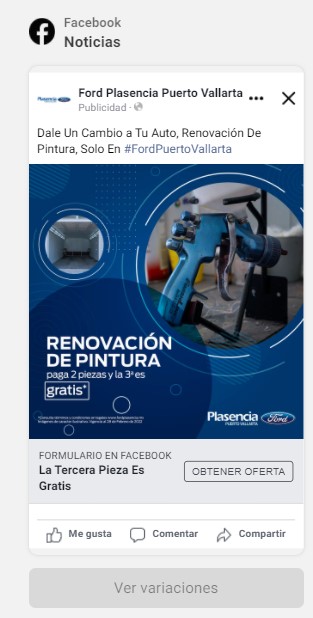 Facebook
Noticias
Ford Plasencia Puerto Vallarta
Publicidad
Dale Un Cambio a Tu Auto, Renovación De
Pintura, Solo En #FordPuertoVallarta
RENOVACIÓN
DE PINTURA
paga 2 piezas y la 3ª es
gratis*
Plasencia Ford
PUERTO VALLARTA
FORMULARIO EN FACEBOOK
La Tercera Pieza Es
Gratis
OBTENER OFERTA
Me gusta Comentar Compartir
Ver variaciones